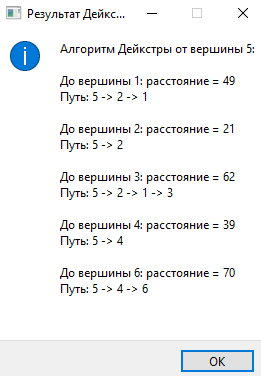 Результат Дейкс...
Алгоритм Дейкстры от вершины 5:
До вершины 1: расстояние = 49
Путь: 5 -> 2 -> 1
До вершины 2: расстояние = 21
Путь: 5 -> 2
До вершины 3: расстояние = 62
Путь: 5 -> 2 -> 1 -> 3
До вершины 4: расстояние = 39
Путь: 5 -> 4
До вершины 6: расстояние = 70
Путь: 5 -> 4 -> 6
OK